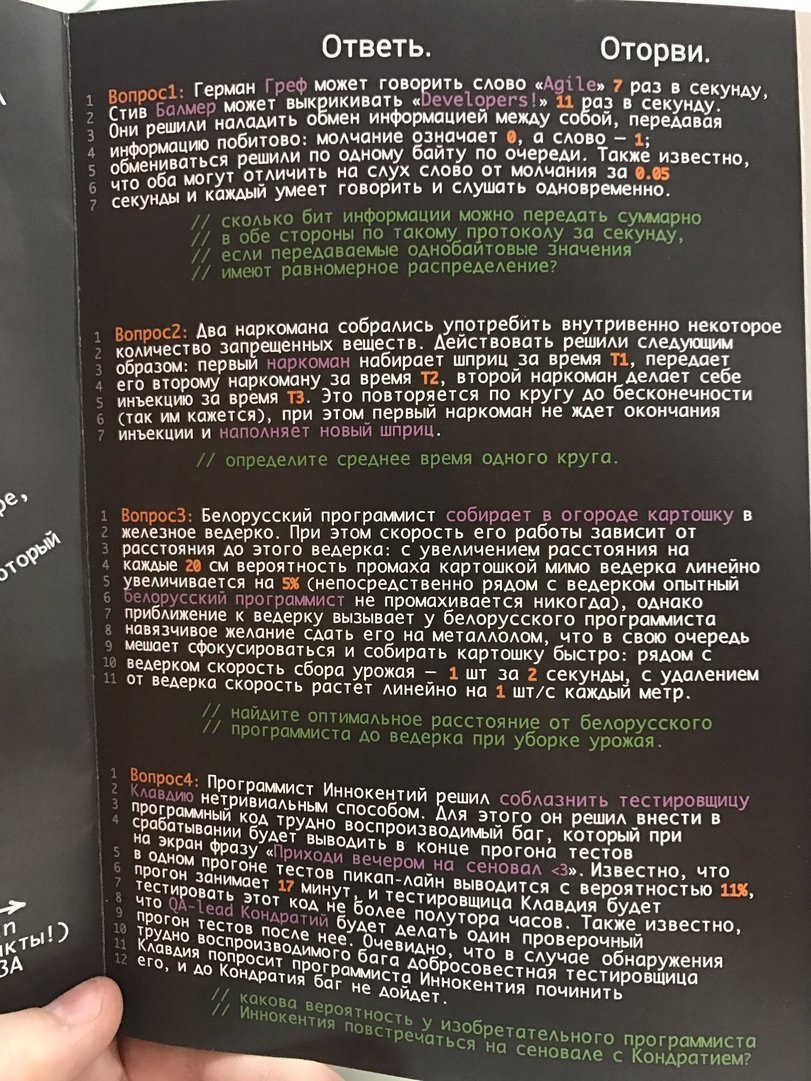 Ответь. Оторви.
1 Вопрос1: Герман Греф может говорить слово «Agile» 7 раз в секунду,
2 Стив Балмер может выкрикивать «Developers!» 11 раз в секунду.
3 Они решили наладить обмен информацией между собой, передавая
4 информацию побитово: молчание означает 0, а слово – 1;
5 обмениваться решили по одному байту по очереди. Также известно,
6 что оба могут отличить на слух слово от молчания за 0.05
7 секунды и каждый умеет говорить и слушать одновременно.
// сколько бит информации можно передать суммарно
// в обе стороны по такому протоколу за секунду,
// если передаваемые однобайтовые значения
// имеют равномерное распределение?
1 Вопрос2: Два наркомана собрались употребить внутривенно некоторое
2 количество запрещенных веществ. Действовать решили следующим
3 образом: первый наркоман набирает шприц за время T1, передает
4 его второму наркоману за время T2, второй наркоман делает себе
5 инъекцию за время T3. Это повторяется по кругу до бесконечности
6 (так им кажется), при этом первый наркоман не ждет окончания
7 инъекции и наполняет новый шприц.
// определите среднее время одного круга.
1 Вопрос3: Белорусский программист собирает в огороде картошку в
2 железное ведерко. При этом скорость его работы зависит от
3 расстояния до этого ведерка: с увеличением расстояния на
4 каждые 20 см вероятность промаха картошкой мимо ведерка линейно
5 увеличивается на 5% (непосредственно рядом с ведерком опытный
6 белорусский программист не промахивается никогда), однако
7 приближение к ведерку вызывает у белорусского программиста
8 навязчивое желание сдать его на металлолом, что в свою очередь
9 мешает сфокусироваться и собирать картошку быстро: рядом с
10 ведерком скорость сбора урожая – 1 шт за 2 секунды, с удалением
11 от ведерка скорость растет линейно на 1 шт/с каждый метр.
// найдите оптимальное расстояние от белорусского
// программиста до ведерка при уборке урожая.
1 Вопрос4: Программист Иннокентий решил соблазнить тестировщицу
2 Клавдию нетривиальным способом. Для этого он решил внести в
3 программный код трудно воспроизводимый баг, который при
4 срабатывании будет выводить в конце прогона тестов
на экран фразу «Приходи вечером на сеновал <3». Известно, что
5 в одном прогоне тестов пикап-лайн выводится с вероятностью 11%,
6 прогон занимает 17 минут, и тестировщица Клавдия будет
7 тестировать этот код не более полутора часов. Также известно,
8 что QA-lead Кондратий будет делать один проверочный
9 прогон тестов после нее. Очевидно, что в случае обнаружения
10 трудно воспроизводимого бага добросовестная тестировщица
11 Клавдия попросит программиста Иннокентия починить
12 его, и до Кондратия баг не дойдет.
// какова вероятность у изобретательного программиста
// Иннокентия повстречаться на сеновале с Кондратием?
ре,
оторый
п
кты!)
ЗА